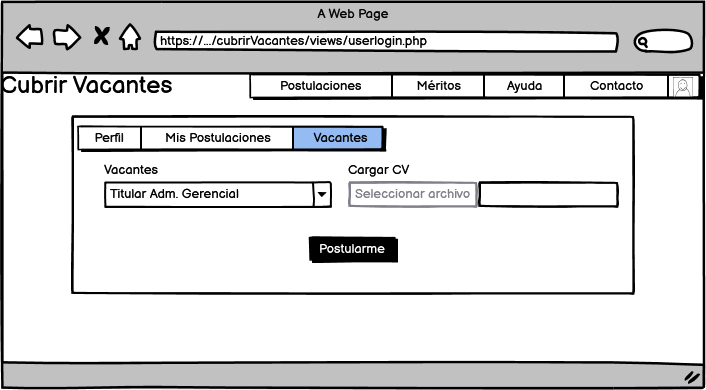 A Web Page
https://.../cubrirVacantes/views/userlogin.php
Cubrir Vacantes
Postulaciones Méritos Ayuda Contacto
Perfil Mis Postulaciones Vacantes
Vacantes Cargar CV
Titular Adm. Gerencial Seleccionar archivo
Postularme